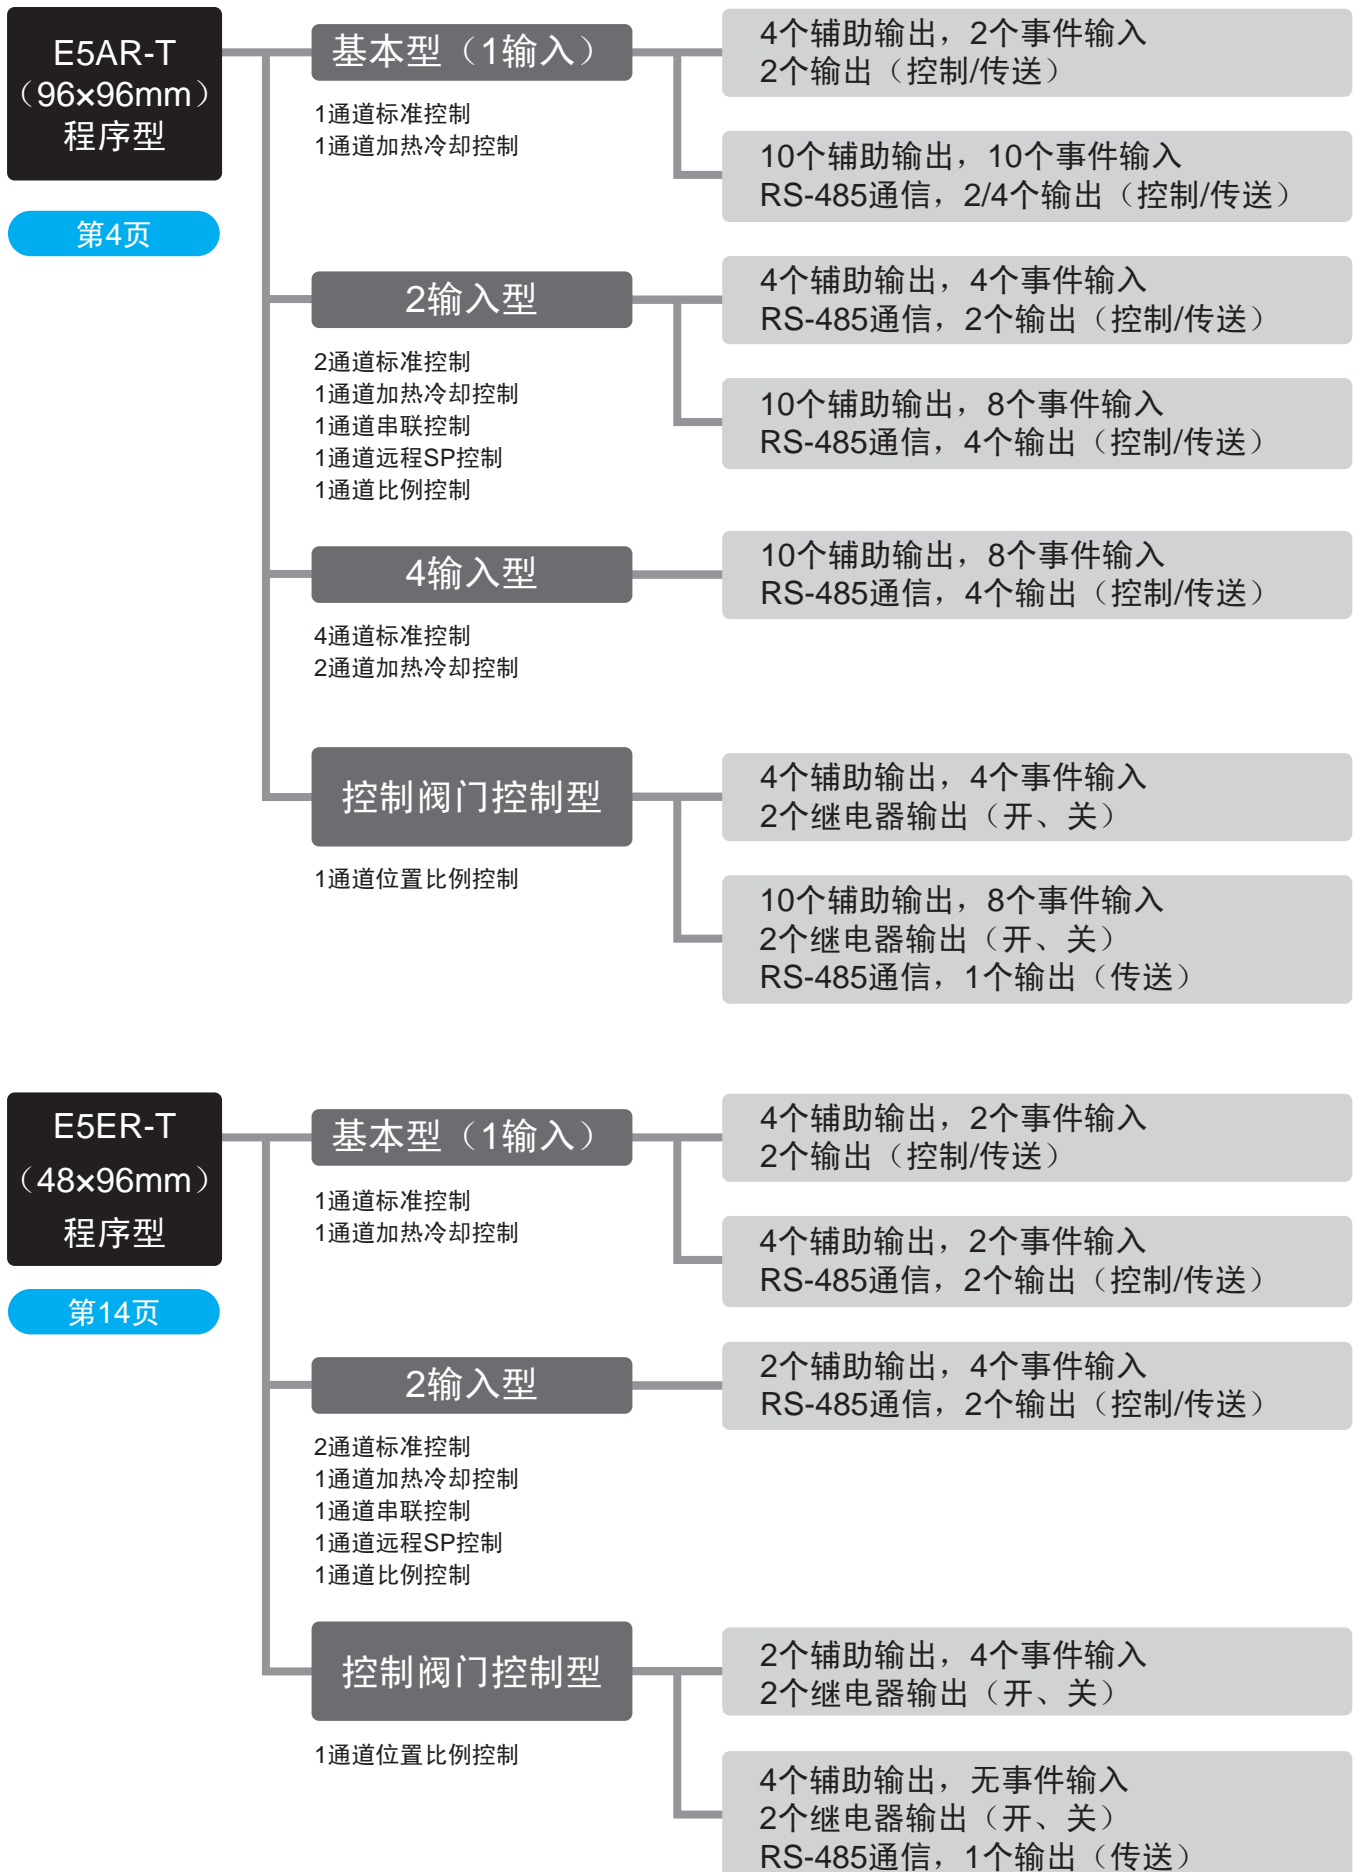 E5AR-T
（96×96mm）
程序型
第4页
基本型（1输入）
1通道标准控制
1通道加热冷却控制
4个辅助输出，2个事件输入
2个输出（控制/传送）
10个辅助输出，10个事件输入
RS-485通信，2/4个输出（控制/传送）
2输入型
2通道标准控制
1通道加热冷却控制
1通道串联控制
1通道远程SP控制
1通道比例控制
4个辅助输出，4个事件输入
RS-485通信，2个输出（控制/传送）
10个辅助输出，8个事件输入
RS-485通信，4个输出（控制/传送）
4输入型
4通道标准控制
2通道加热冷却控制
10个辅助输出，8个事件输入
RS-485通信，4个输出（控制/传送）
控制阀门控制型
1通道位置比例控制
4个辅助输出，4个事件输入
2个继电器输出（开、关）
10个辅助输出，8个事件输入
2个继电器输出（开、关）
RS-485通信，1个输出（传送）
E5ER-T
（48×96mm）
程序型
第14页
基本型（1输入）
1通道标准控制
1通道加热冷却控制
4个辅助输出，2个事件输入
2个输出（控制/传送）
4个辅助输出，2个事件输入
RS-485通信，2个输出（控制/传送）
2输入型
2通道标准控制
1通道加热冷却控制
1通道串联控制
1通道远程SP控制
1通道比例控制
2个辅助输出，4个事件输入
RS-485通信，2个输出（控制/传送）
控制阀门控制型
1通道位置比例控制
2个辅助输出，4个事件输入
2个继电器输出（开、关）
4个辅助输出，无事件输入
2个继电器输出（开、关）
RS-485通信，1个输出（传送）